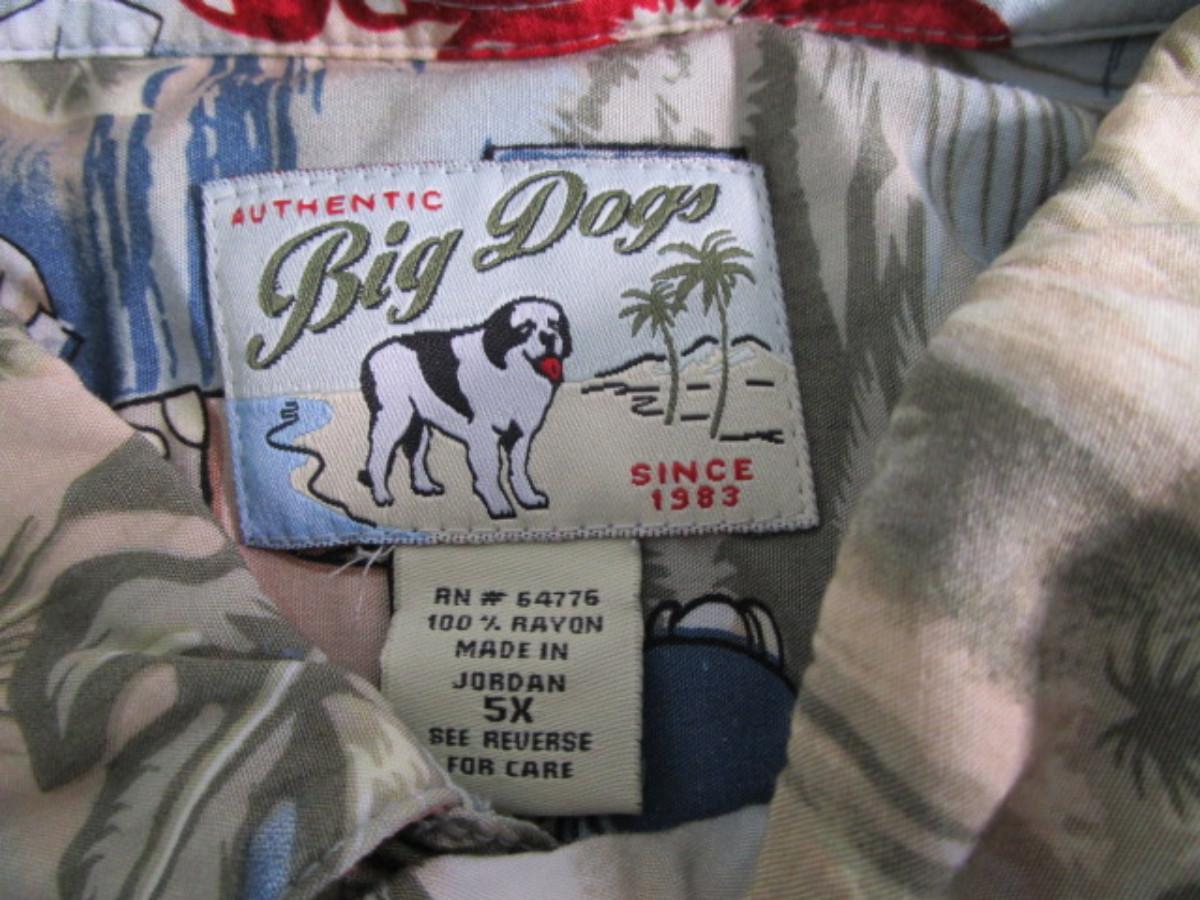 AUTHENTIC
Big Dogs
SINCE
1983
RN # 64776
100 % RAYON
MADE IN
JORDAN
5X
SEE REVERSE
FOR CARE